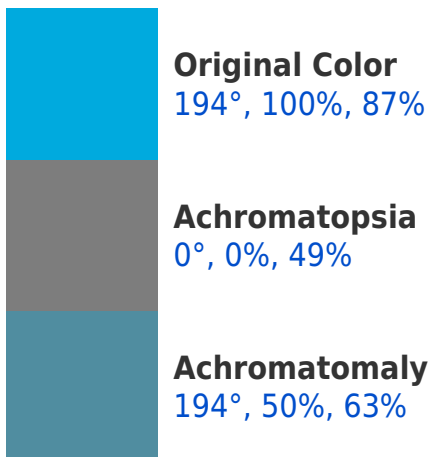 Original Color
194°, 100%, 87%
Achromatopsia
0°, 0%, 49%
Achromatomaly
194°, 50%, 63%